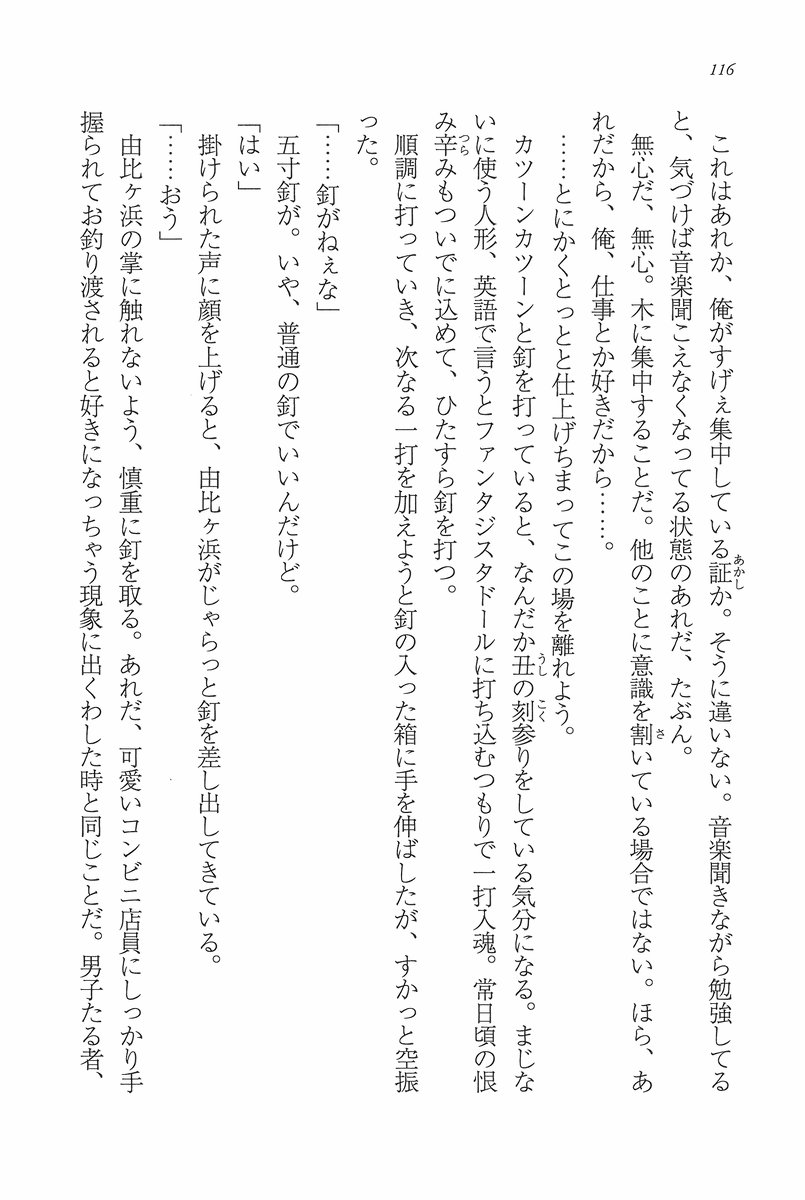 116
これはあれか、俺がすげぇ集中している証か。そうに違いない。音楽聞きながら勉強してる
あかし
と、気づけば音楽聞こえなくなってる状態のあれだ、たぶん。
無心だ、無心。木に集中することだ。他のことに意識を割いている場合ではない。ほら、あ
さ
れだから、俺、仕事とか好きだから……。
……とにかくとっとと仕上げちまってこの場を離れよう。
カツーンカツーンと釘を打っていると、なんだか丑の刻参りをしている気分になる。まじな
うし こく
いに使う人形、英語で言うとファンタジスタドールに打ち込むつもりで一打入魂。常日頃の恨
み辛みもついでに込めて、ひたすら釘を打つ。
つら
順調に打っていき、次なる一打を加えようと釘の入った箱に手を伸ばしたが、すかっと空振
った。
「……釘がねぇな」
五寸釘が。いや、普通の釘でいいんだけど。
「はい」
掛けられた声に顔を上げると、由比ヶ浜がじゃらっと釘を差し出してきている。
「……おう」
由比ヶ浜の掌に触れないよう、慎重に釘を取る。あれだ、可愛いコンビニ店員にしっかり手
握られてお釣り渡されると好きになっちゃう現象に出くわした時と同じことだ。男子たる者、